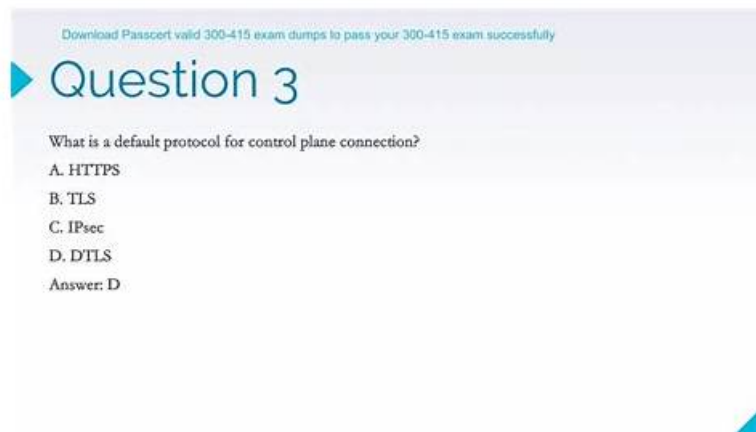 Download Passcert valid 300-415 exam dumps to pass your 300-415 exam successfully
Question 3
What is a default protocol for control plane connection?
A. HTTPS
B. TLS
C. IPsec
D. DTLS
Answer: D